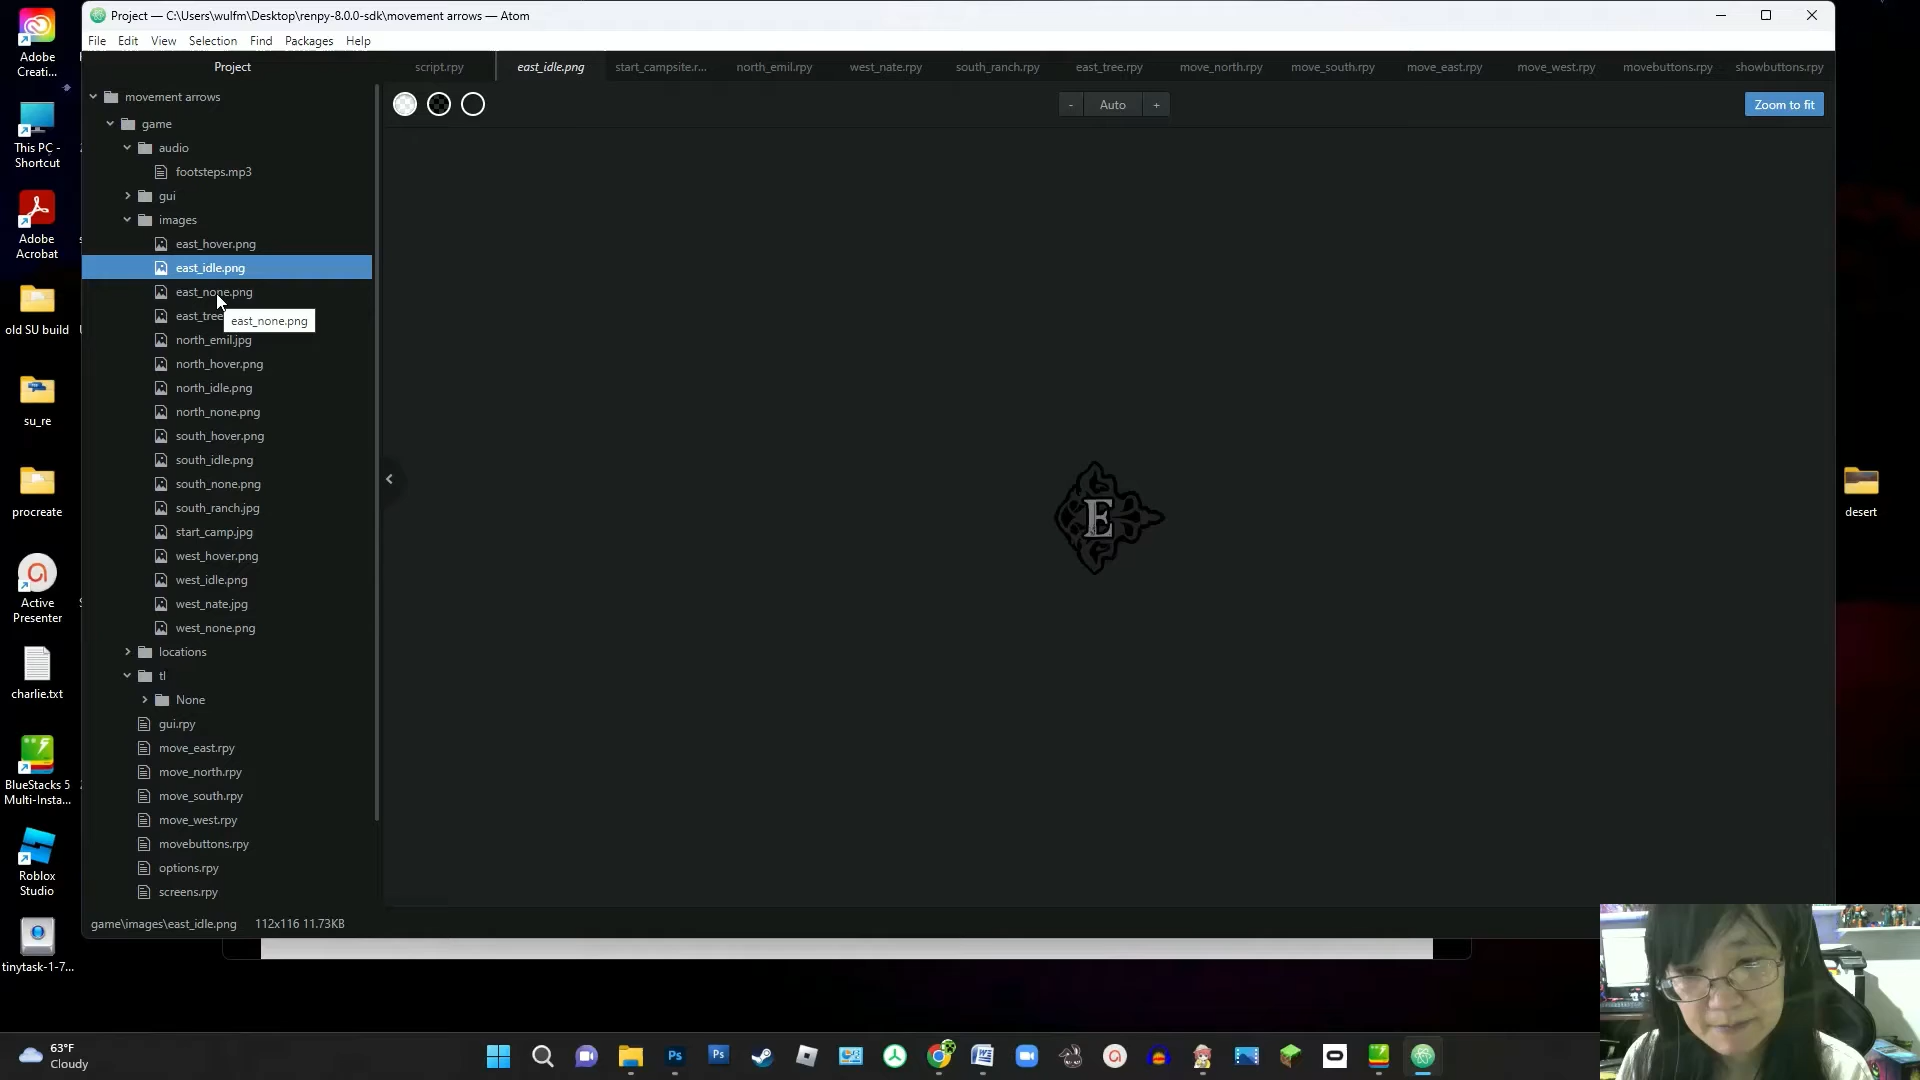 Project — C:\Users\wulfm\Desktop\renpy-8.0.0-sdk\movement arrows — Atom
File Edit View Selection Find Packages Help
Project
script.rpy east_idle.png start_campsite.r... north_emil.rpy west_nate.rpy south_ranch.rpy east_tree.rpy move_north.rpy move_south.rpy move_east.rpy move_west.rpy movebuttons.rpy showbuttons.rpy
- Auto +
Zoom to fit
movement arrows
game
audio
footsteps.mp3
gui
images
east_hover.png
east_idle.png
east_none.png
east_tree
east_none.png
north_emil.jpg
north_hover.png
north_idle.png
north_none.png
south_hover.png
south_idle.png
south_none.png
south_ranch.jpg
start_camp.jpg
west_hover.png
west_idle.png
west_nate.jpg
west_none.png
locations
tl
None
gui.rpy
move_east.rpy
move_north.rpy
move_south.rpy
move_west.rpy
movebuttons.rpy
options.rpy
screens.rpy
game\images\east_idle.png 112x116 11.73KB
E
Adobe
Creati...
This PC -
Shortcut
Adobe
Acrobat
old SU build
su_re
procreate
Active
Presenter
charlie.txt
BlueStacks 5
Multi-Insta...
Roblox
Studio
tinytask-1-7...
desert
63°F
Cloudy
Ps
Ps